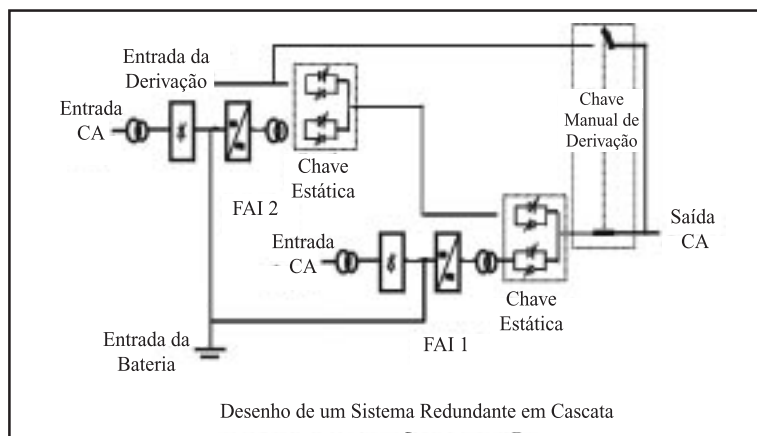 Entrada da
Derivação
Entrada
CA
Chave
Estática
FAI 2
Chave
Manual de
Derivação
Entrada
CA
Saída
CA
Chave
Estática
Entrada da
Bateria
FAI 1
Desenho de um Sistema Redundante em Cascata